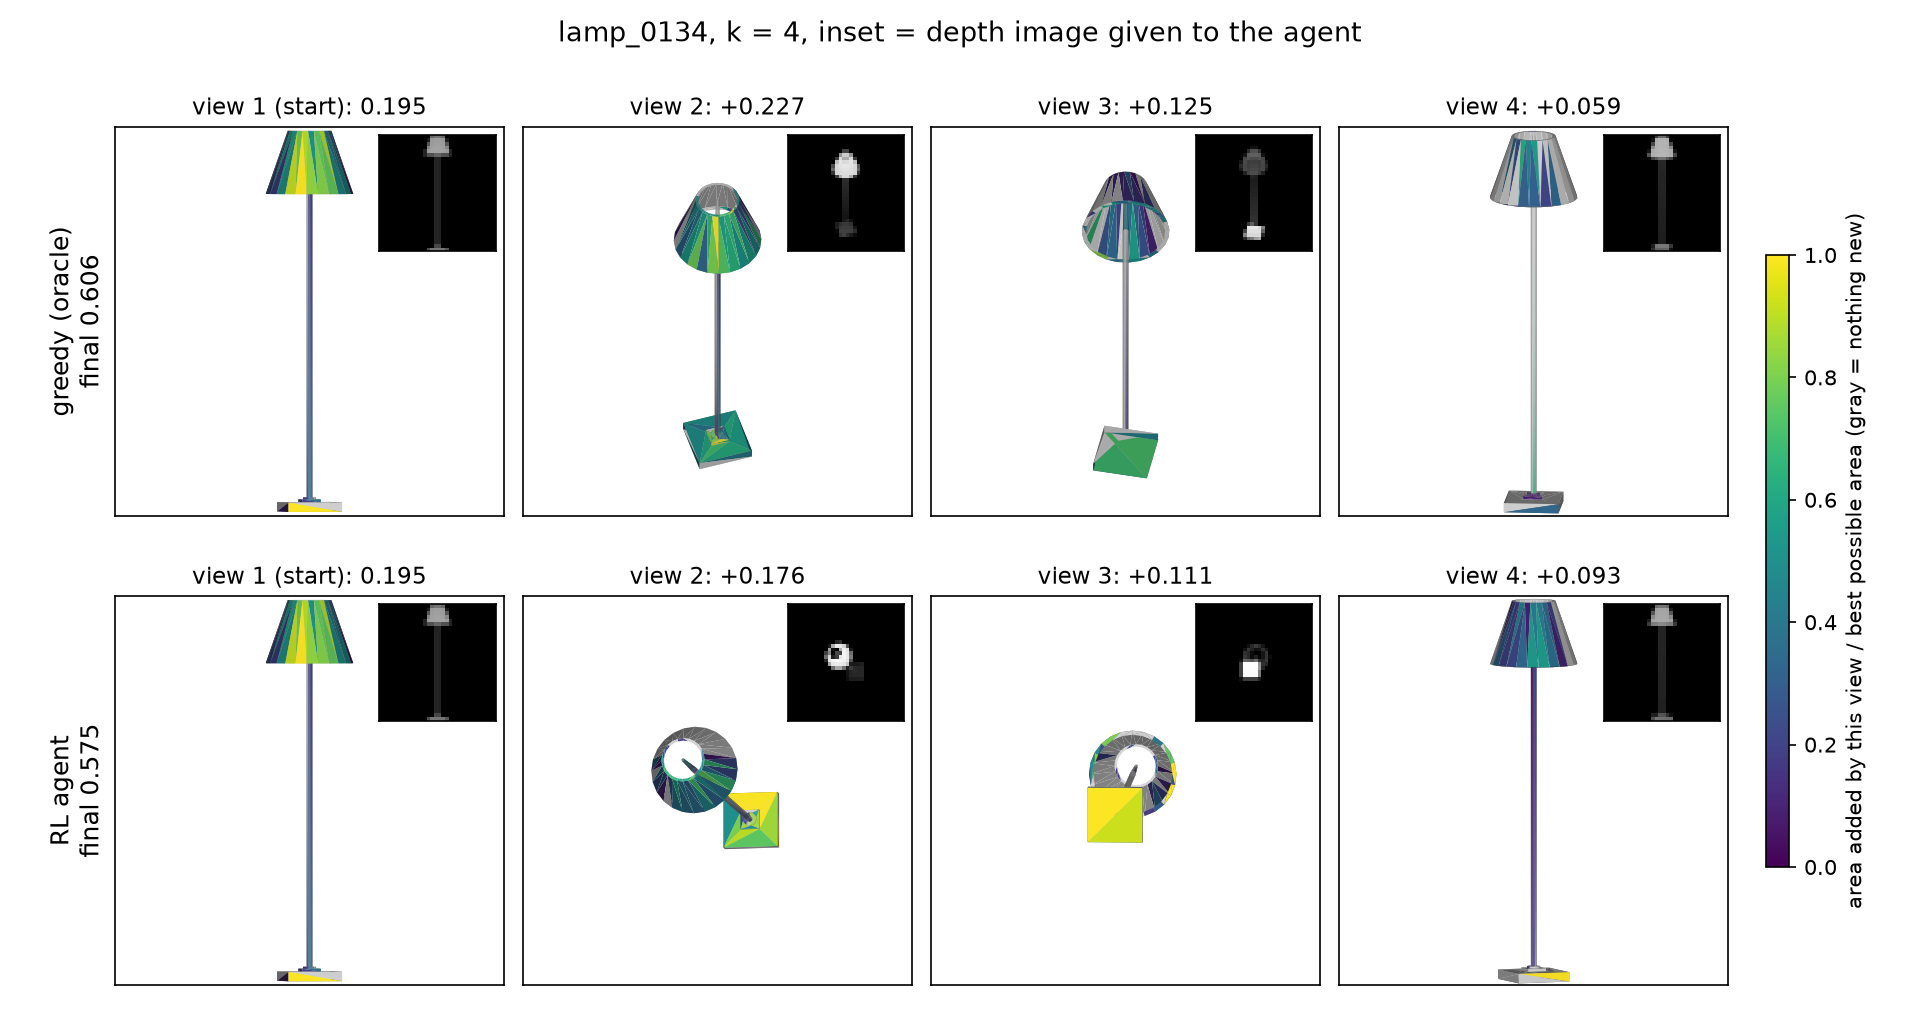 lamp_0134, k = 4, inset = depth image given to the agent
view 1 (start): 0.195
view 2: +0.227
view 3: +0.125
view 4: +0.059
greedy (oracle)
final 0.606
view 1 (start): 0.195
view 2: +0.176
view 3: +0.111
view 4: +0.093
RL agent
final 0.575
1.0
0.8
0.6
0.4
0.2
0.0
area added by this view / best possible area (gray = nothing new)